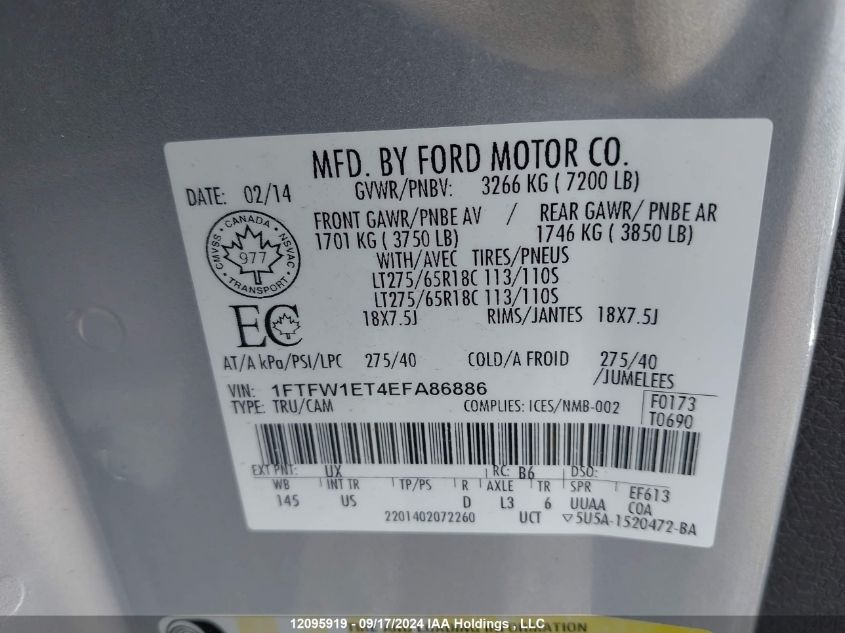 MFD. BY FORD MOTOR CO.
DATE: 02/14
GVWR/PNBV: 3266 KG ( 7200 LB)
FRONT GAWR/PNBE AV / REAR GAWR/ PNBE AR
1701 KG ( 3750 LB) 1746 KG ( 3850 LB)
WITH/AVEC TIRES/PNEUS
LT275/65R18C 113/110S
LT275/65R18C 113/110S
18X7.5J RIMS/JANTES 18X7.5J
CANADA
CMVSS NSVAC
977
TRANSPORT
EC
AT/A kPa/PSI/LPC 275/40 COLD/A FROID 275/40
/JUMELEES
VIN: 1FTFW1ET4EFA86886
TYPE: TRU/CAM COMPLIES: ICES/NMB-002
F0173
T0690
EXT PNT: UX RC: B6 DSO:
WB INT TR TP/PS R AXLE TR SPR EF613
145 US D L3 6 UUAA COA
2201402072260 UCT ▽5U5A-1520472-BA
TIRE AND LOADING INFORMATION
12095919 - 09/17/2024 IAA Holdings , LLC